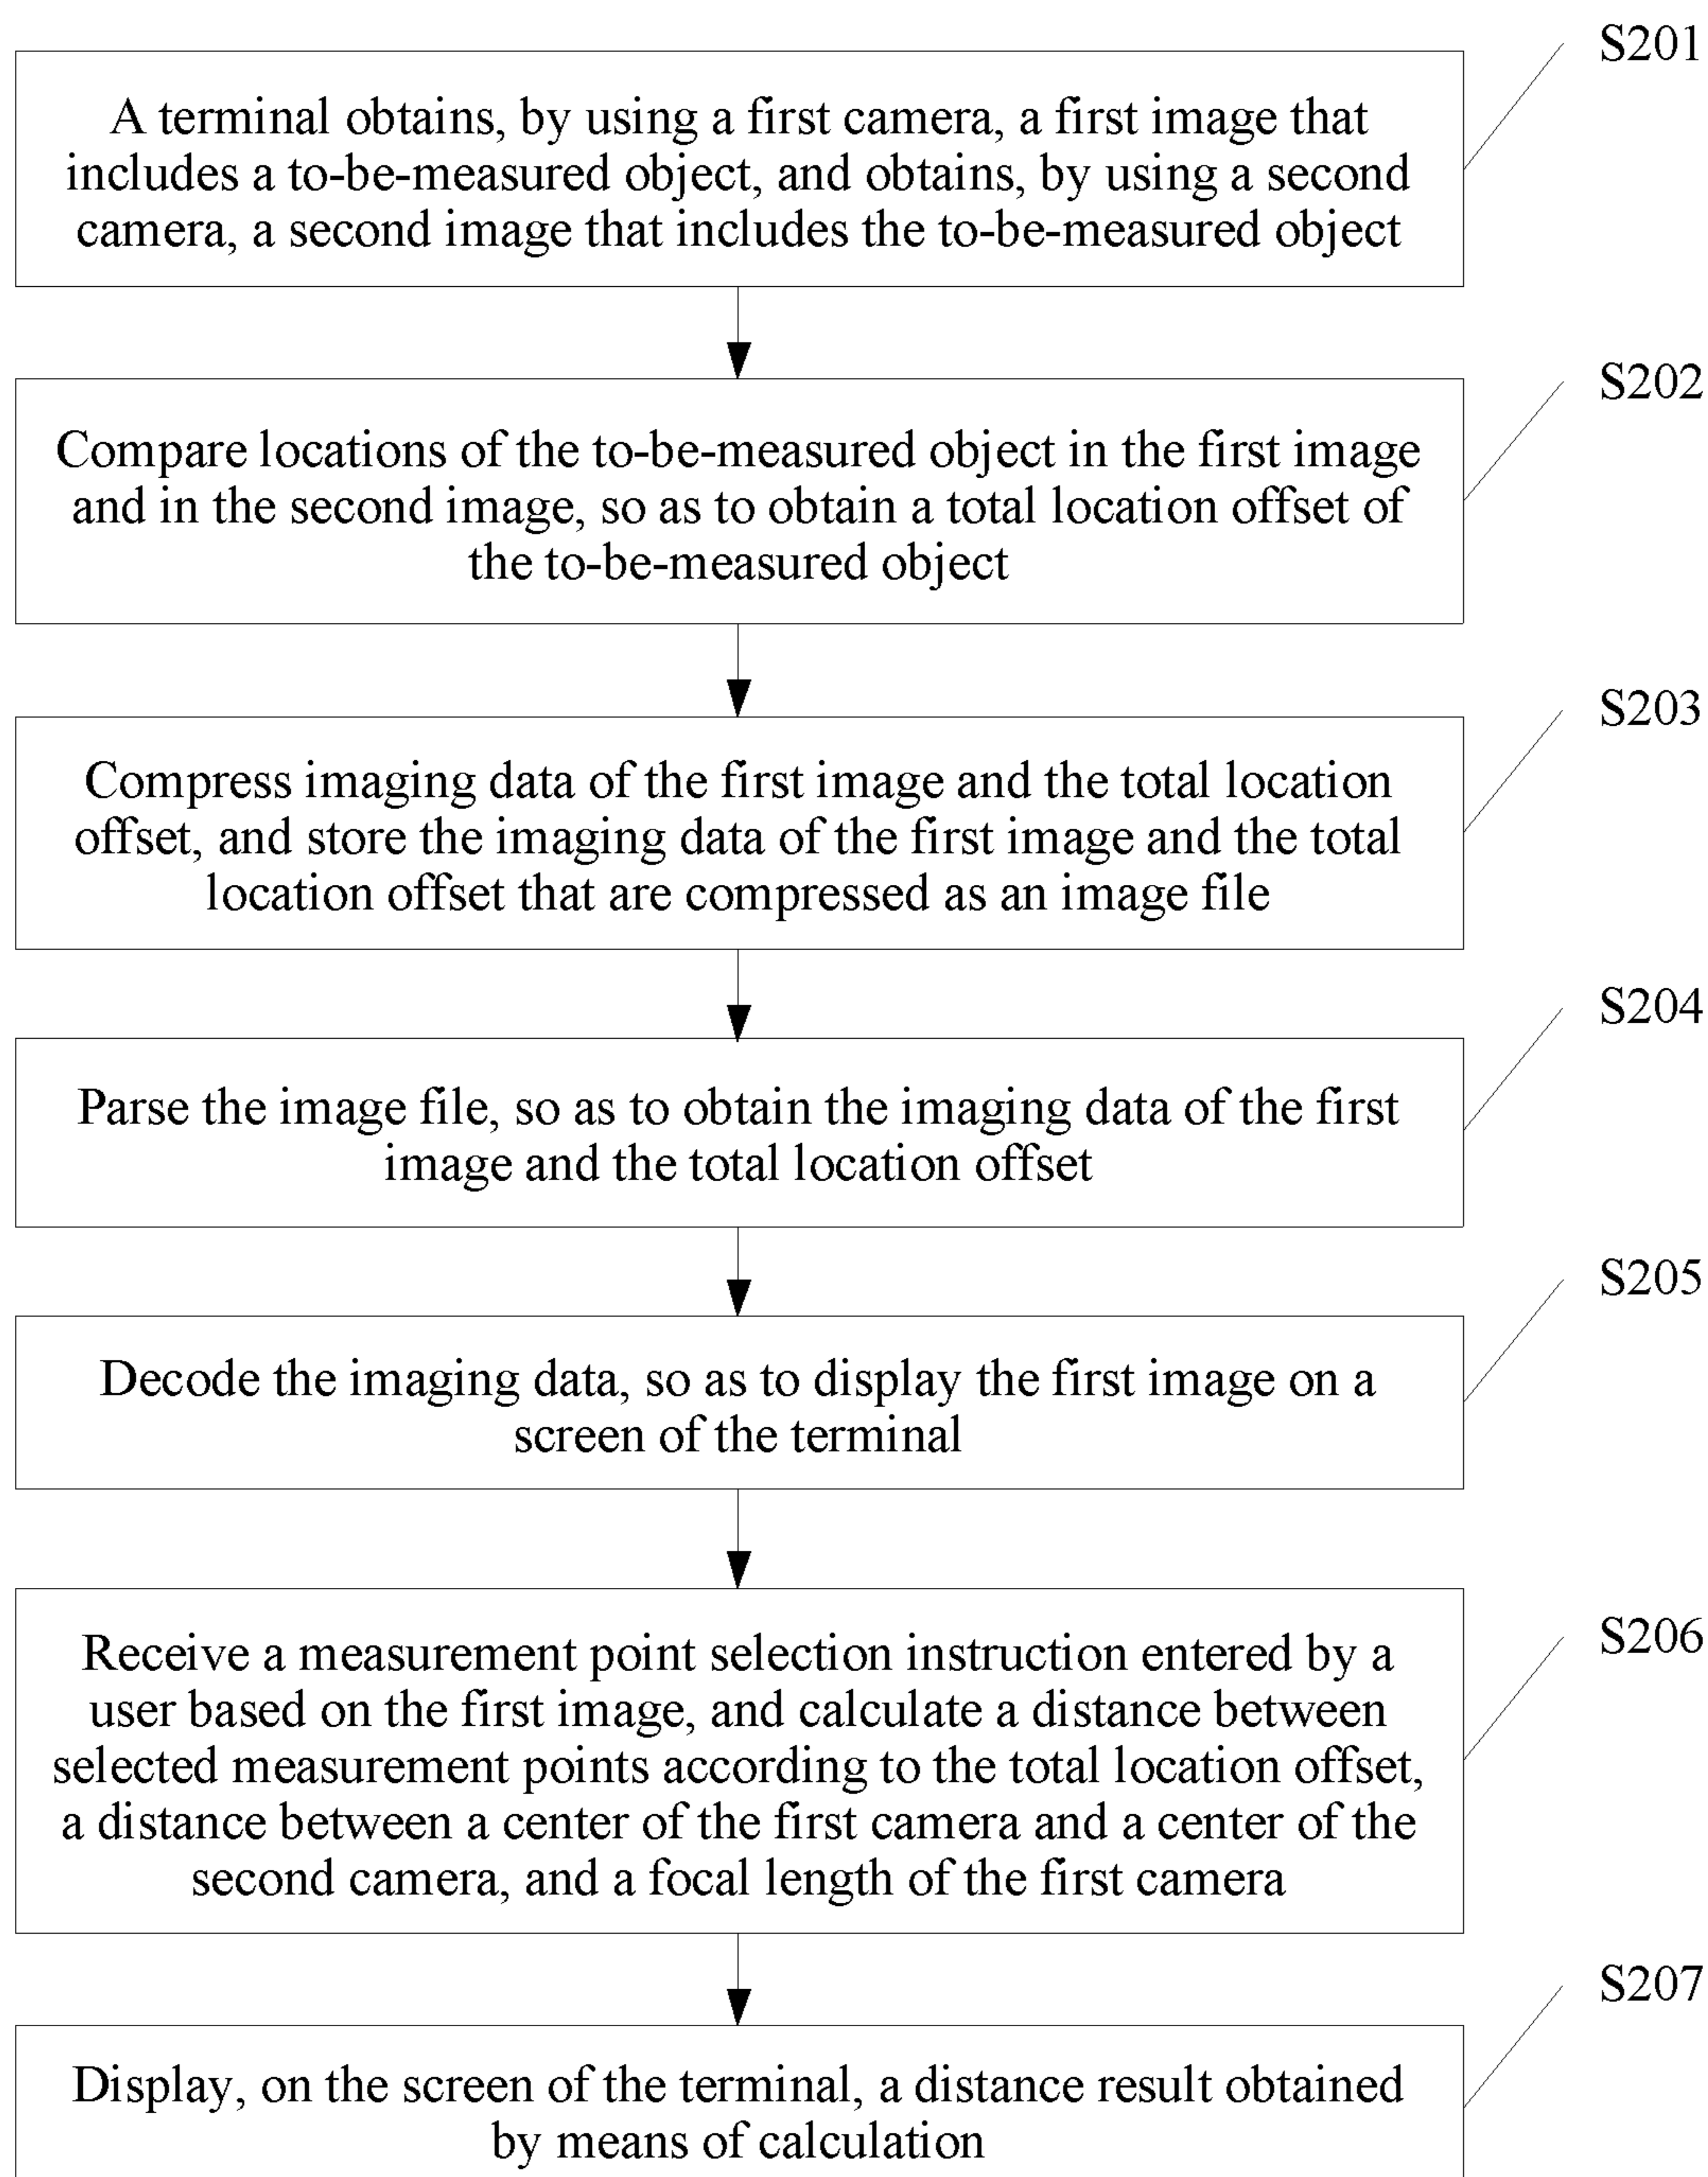 S201
A terminal obtains, by using a first camera, a first image that
includes a to-be-measured object, and obtains, by using a second
camera, a second image that includes the to-be-measured object
S202
Compare locations of the to-be-measured object in the first image
and in the second image, so as to obtain a total location offset of
the to-be-measured object
S203
Compress imaging data of the first image and the total location
offset, and store the imaging data of the first image and the total
location offset that are compressed as an image file
S204
Parse the image file, so as to obtain the imaging data of the first
image and the total location offset
S205
Decode the imaging data, so as to display the first image on a
screen of the terminal
S206
Receive a measurement point selection instruction entered by a
user based on the first image, and calculate a distance between
selected measurement points according to the total location offset,
a distance between a center of the first camera and a center of the
second camera, and a focal length of the first camera
S207
Display, on the screen of the terminal, a distance result obtained
by means of calculation